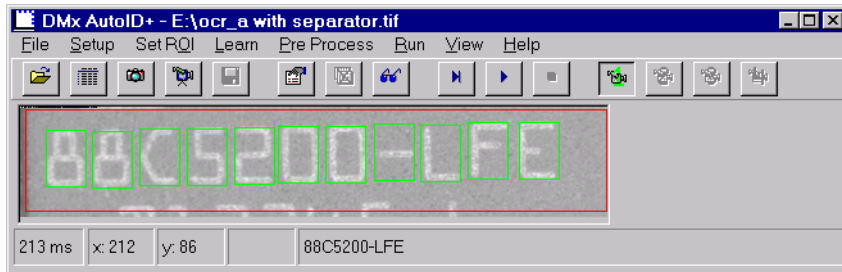 DMx AutoID+ - E:\ocr_a with separator.tif
File Setup Set ROI Learn Pre Process Run View Help
88C5200-LFE
213 ms x: 212 y: 86 88C5200-LFE